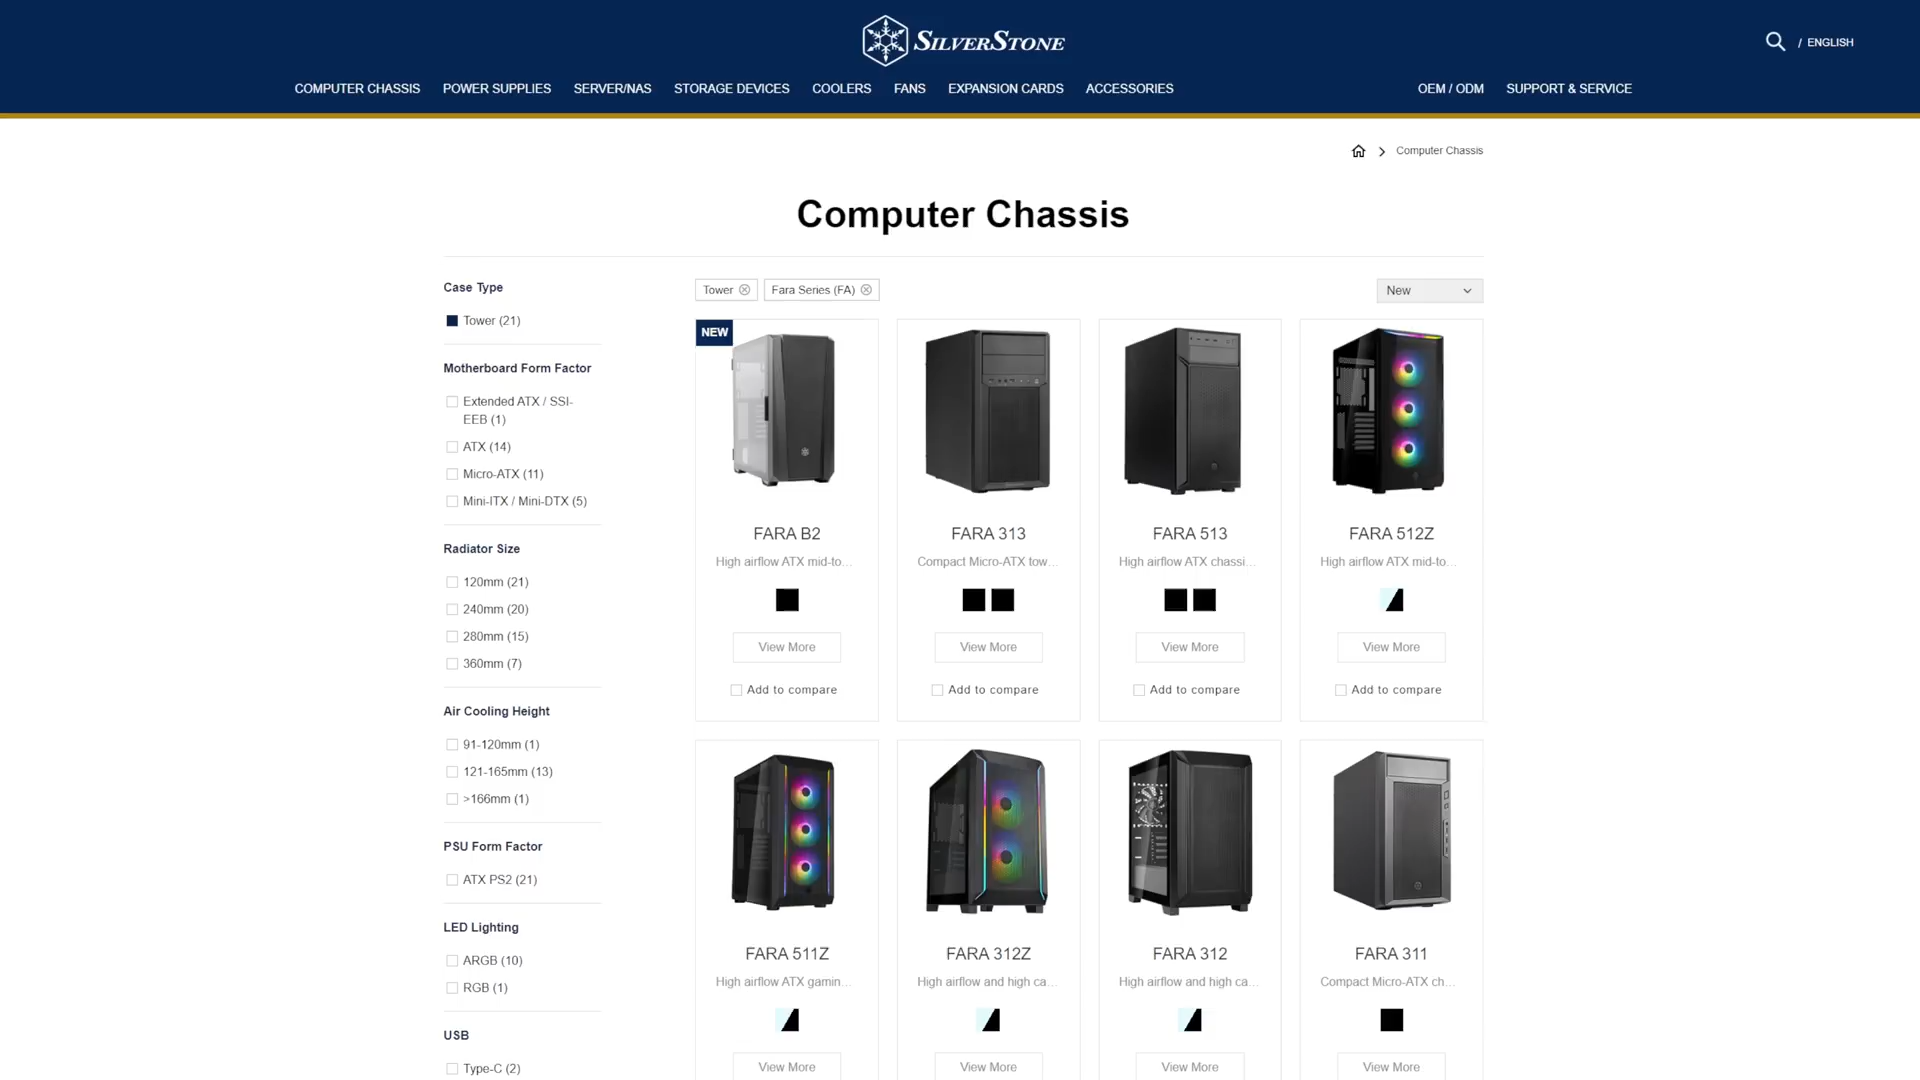 SILVERSTONE
/ ENGLISH
COMPUTER CHASSIS POWER SUPPLIES SERVER/NAS STORAGE DEVICES COOLERS FANS EXPANSION CARDS ACCESSORIES OEM / ODM SUPPORT & SERVICE
Computer Chassis
Computer Chassis
Case Type
Tower (21)
Motherboard Form Factor
Extended ATX / SSI-
EEB (1)
ATX (14)
Micro-ATX (11)
Mini-ITX / Mini-DTX (5)
Radiator Size
120mm (21)
240mm (20)
280mm (15)
360mm (7)
Air Cooling Height
91-120mm (1)
121-165mm (13)
>166mm (1)
PSU Form Factor
ATX PS2 (21)
LED Lighting
ARGB (10)
RGB (1)
USB
Type-C (2)
Tower Fara Series (FA) New
NEW
FARA B2 FARA 313 FARA 513 FARA 512Z
High airflow ATX mid-to... Compact Micro-ATX tow... High airflow ATX chassi... High airflow ATX mid-to...
View More View More View More View More
Add to compare Add to compare Add to compare Add to compare
FARA 511Z FARA 312Z FARA 312 FARA 311
High airflow ATX gamin... High airflow and high ca... High airflow and high ca... Compact Micro-ATX ch...
View More View More View More View More